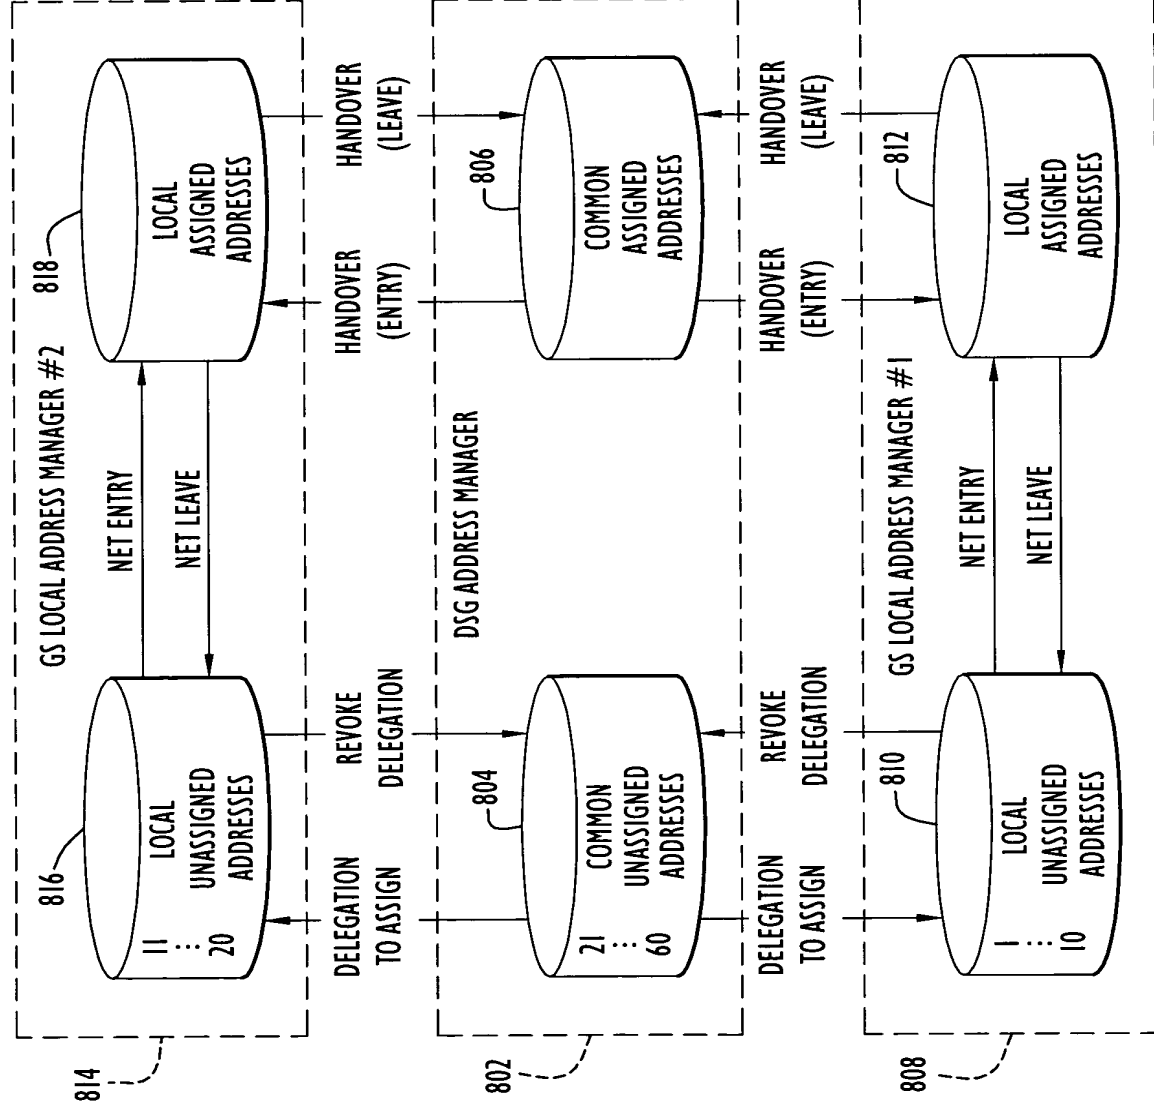 814
GS LOCAL ADDRESS MANAGER #2
816
LOCAL
UNASSIGNED
ADDRESSES
11
⋮
20
NET ENTRY
NET LEAVE
818
LOCAL
ASSIGNED
ADDRESSES
DELEGATION
TO ASSIGN
REVOKE
DELEGATION
HANDOVER
(ENTRY)
HANDOVER
(LEAVE)
802
DSG ADDRESS MANAGER
804
COMMON
UNASSIGNED
ADDRESSES
21
⋮
60
806
COMMON
ASSIGNED
ADDRESSES
DELEGATION
TO ASSIGN
REVOKE
DELEGATION
HANDOVER
(ENTRY)
HANDOVER
(LEAVE)
808
GS LOCAL ADDRESS MANAGER #1
810
LOCAL
UNASSIGNED
ADDRESSES
1
⋮
10
NET ENTRY
NET LEAVE
812
LOCAL
ASSIGNED
ADDRESSES